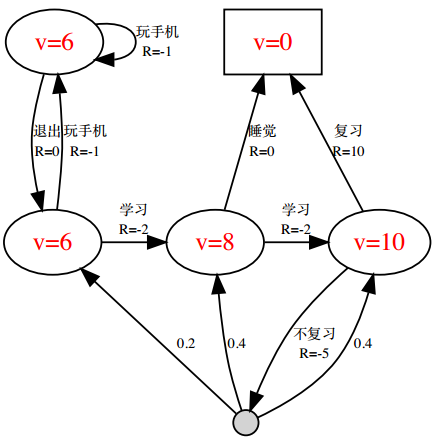 v=6
玩手机
R=-1
v=0
退出
R=0
玩手机
R=-1
睡觉
R=0
复习
R=10
v=6
学习
R=-2
v=8
学习
R=-2
v=10
不复习
R=-5
0.2
0.4
0.4